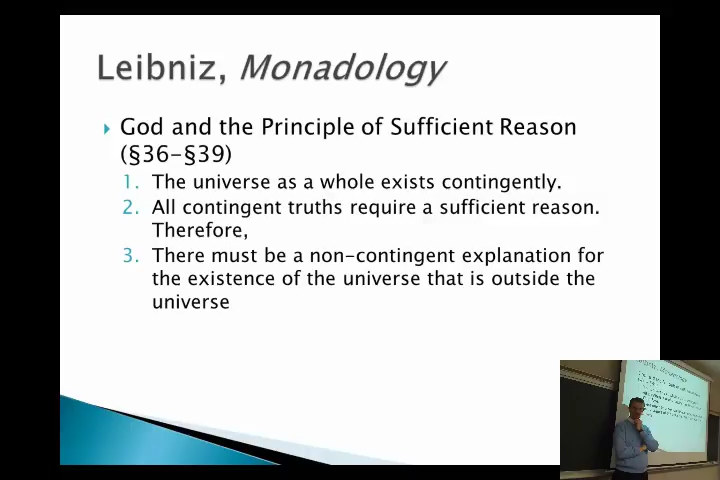 Leibniz, Monadology
God and the Principle of Sufficient Reason
(§36-§39)
1. The universe as a whole exists contingently.
2. All contingent truths require a sufficient reason.
Therefore,
3. There must be a non-contingent explanation for
the existence of the universe that is outside the
universe